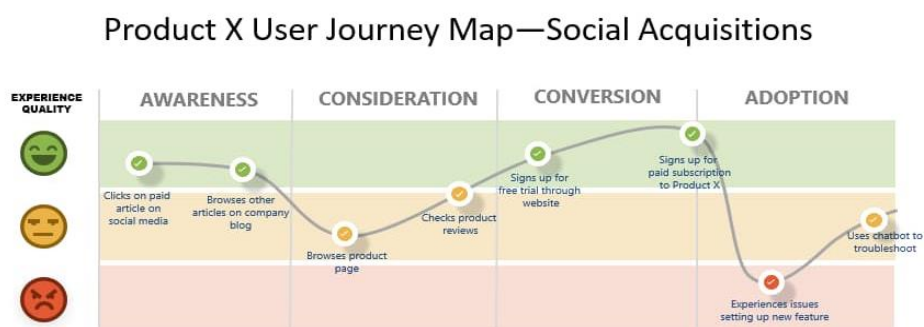 Product X User Journey Map—Social Acquisitions
EXPERIENCE
QUALITY
AWARENESS
CONSIDERATION
CONVERSION
ADOPTION
Clicks on paid
article on
social media
Browses other
articles on company
blog
Browses product
page
Checks product
reviews
Signs up for
free trial through
website
Signs up for
paid subscription
to Product X
Experiences issues
setting up new feature
Uses chatbot to
troubleshoot